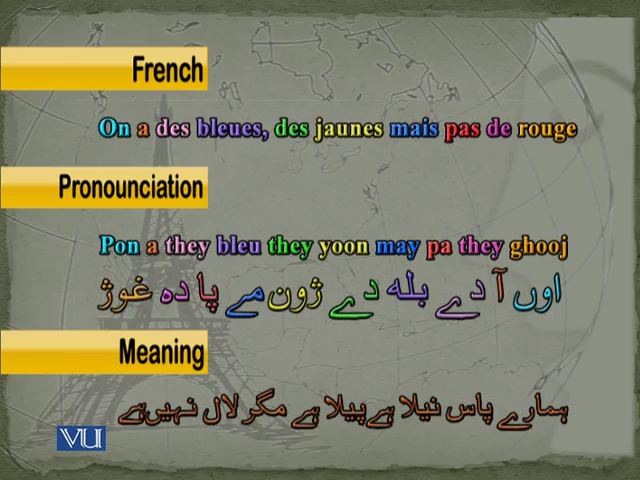 French
On a des bleues, des jaunes mais pas de rouge
Pronounciation
Pon a they bleu they yoon may pa they ghooj
اوں آ دے بلہ دے ژون مے پا دہ غوژ
Meaning
ہمارے پاس نیلا ہے پیلا ہے مگر لال نہیں ہے
VU